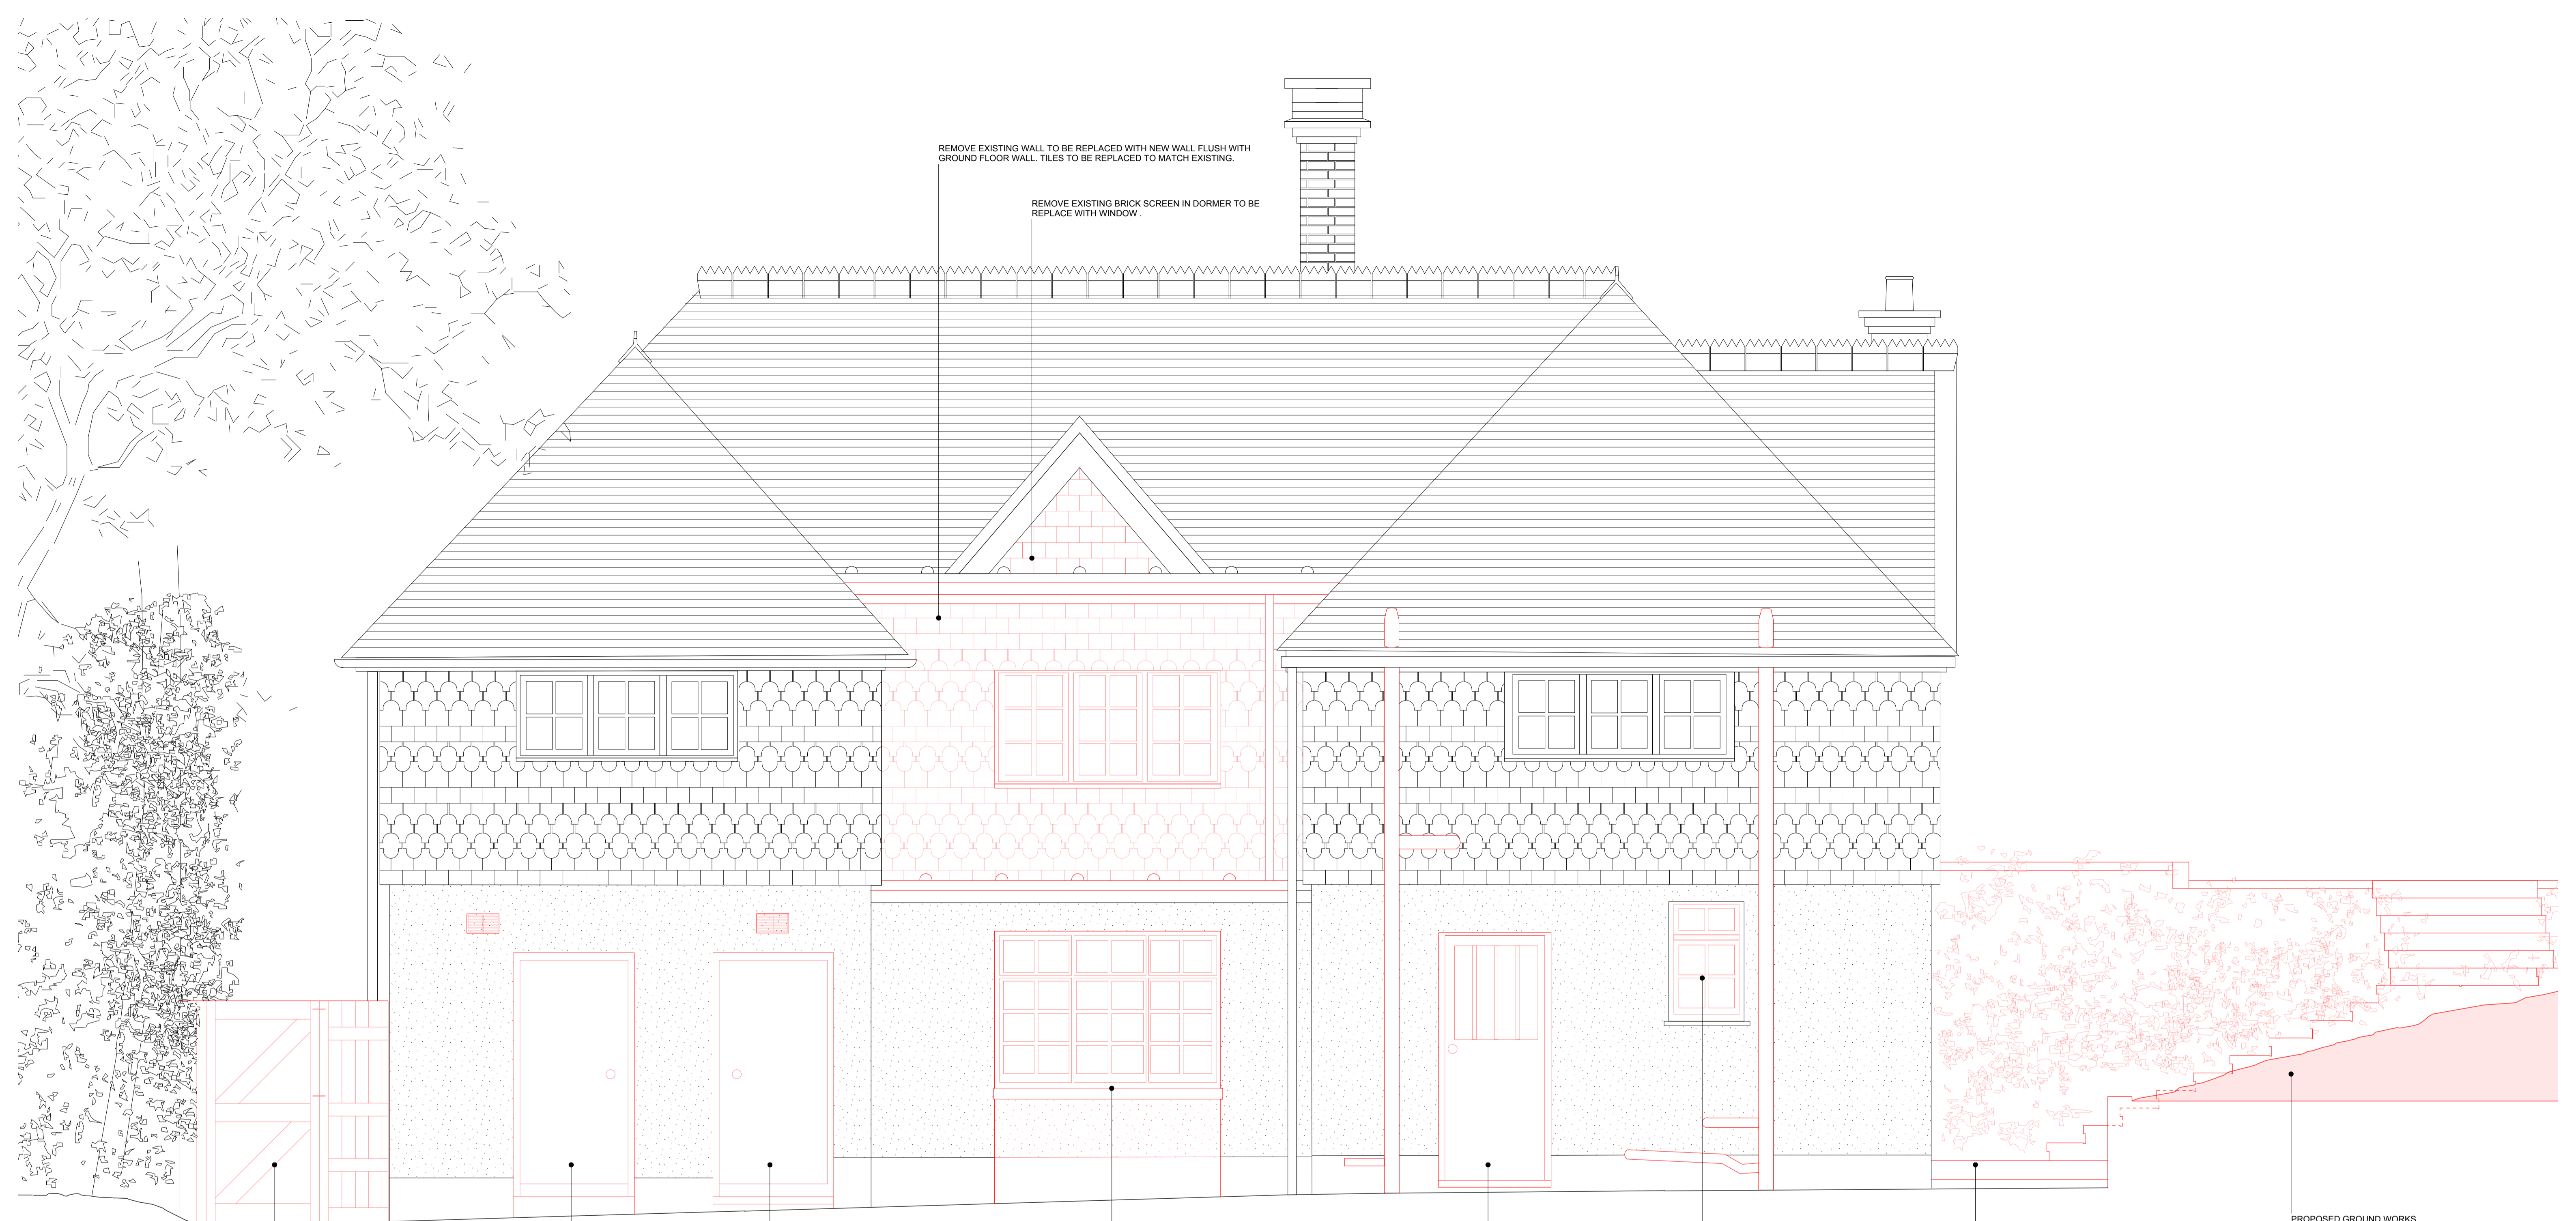 REMOVE EXISTING WALL TO BE REPLACED WITH NEW WALL FLUSH WITH
GROUND FLOOR WALL. TILES TO BE REPLACED TO MATCH EXISTING.
REMOVE EXISTING BRICK SCREEN IN DORMER TO BE
REPLACE WITH WINDOW .
PROPOSED GROUND WORKS